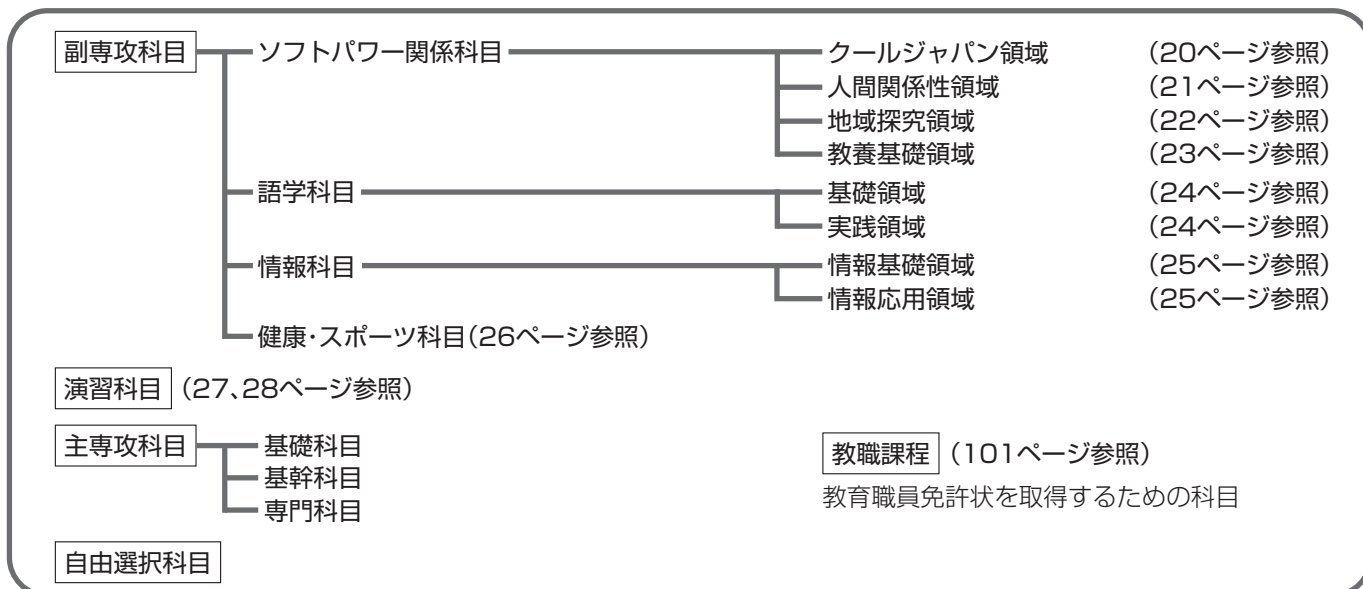 副専攻科目 ソフトパワー関係科目 クールジャパン領域 (20ページ参照)
人間関係性領域 (21ページ参照)
地域探究領域 (22ページ参照)
教養基礎領域 (23ページ参照)
語学科目 基礎領域 (24ページ参照)
実践領域 (24ページ参照)
情報科目 情報基礎領域 (25ページ参照)
情報応用領域 (25ページ参照)
健康・スポーツ科目(26ページ参照)
演習科目 (27、28ページ参照)
主専攻科目 基礎科目
基幹科目
専門科目
教職課程 (101ページ参照)
教育職員免許状を取得するための科目
自由選択科目